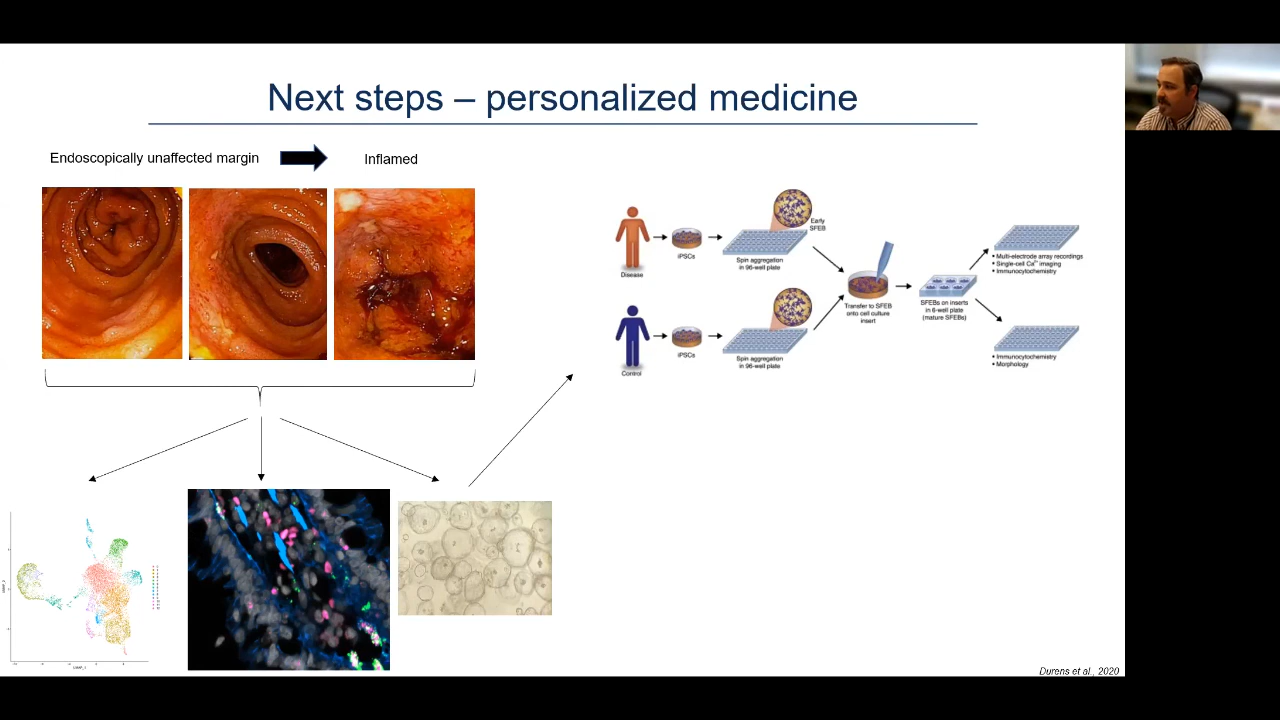 Next steps – personalized medicine
Endoscopically unaffected margin
Inflamed
Disease
iPSCs
Early
SFEB
Spin aggregation
in 96-well plate
Control
iPSCs
Spin aggregation
in 96-well plate
Transfer to SFEB
onto cell culture
insert
SFEBs on inserts
in 6-well plate
(mature SFEBs)
• Multi-electrode array recordings
• Single-cell Ca²⁺ imaging
• Immunocytochemistry
• Immunocytochemistry
• Morphology
Durens et al., 2020